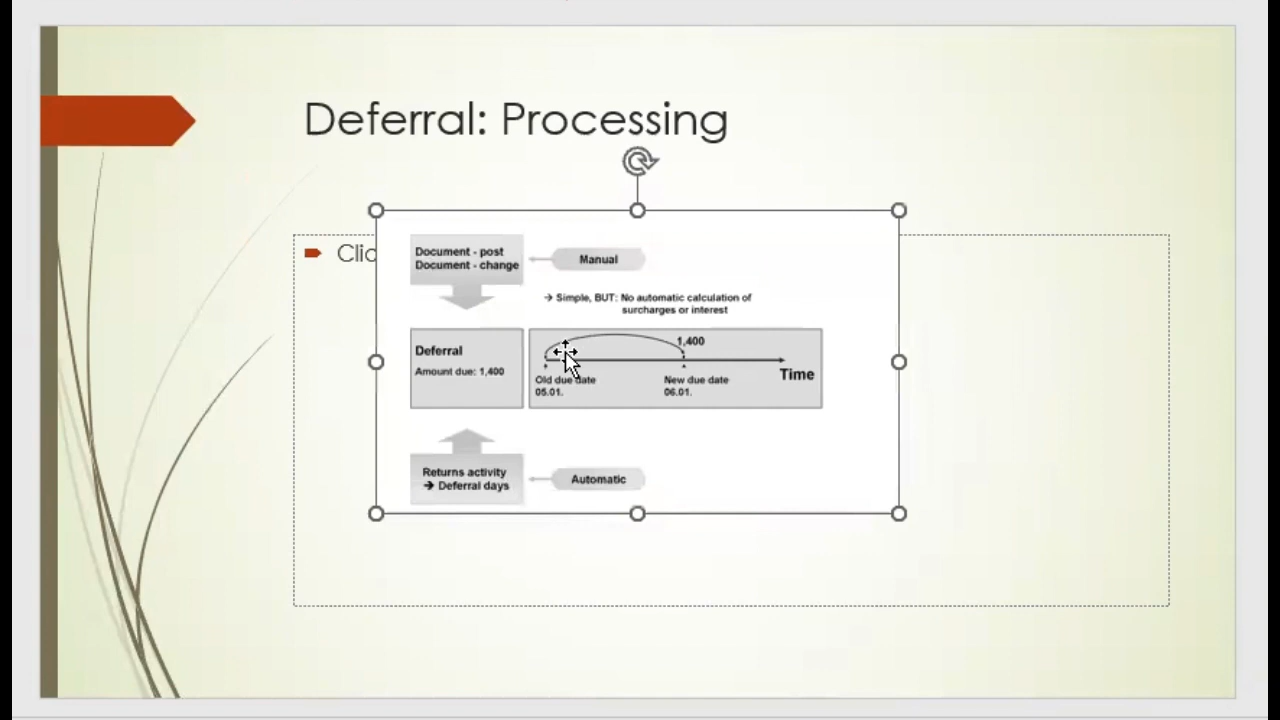 Deferral: Processing
Clic
Document - post
Document - change
Manual
→ Simple, BUT: No automatic calculation of
surcharges or interest
Deferral
Amount due: 1,400
1,400
Time
Old due date
05.01.
New due date
06.01.
Returns activity
→ Deferral days
Automatic